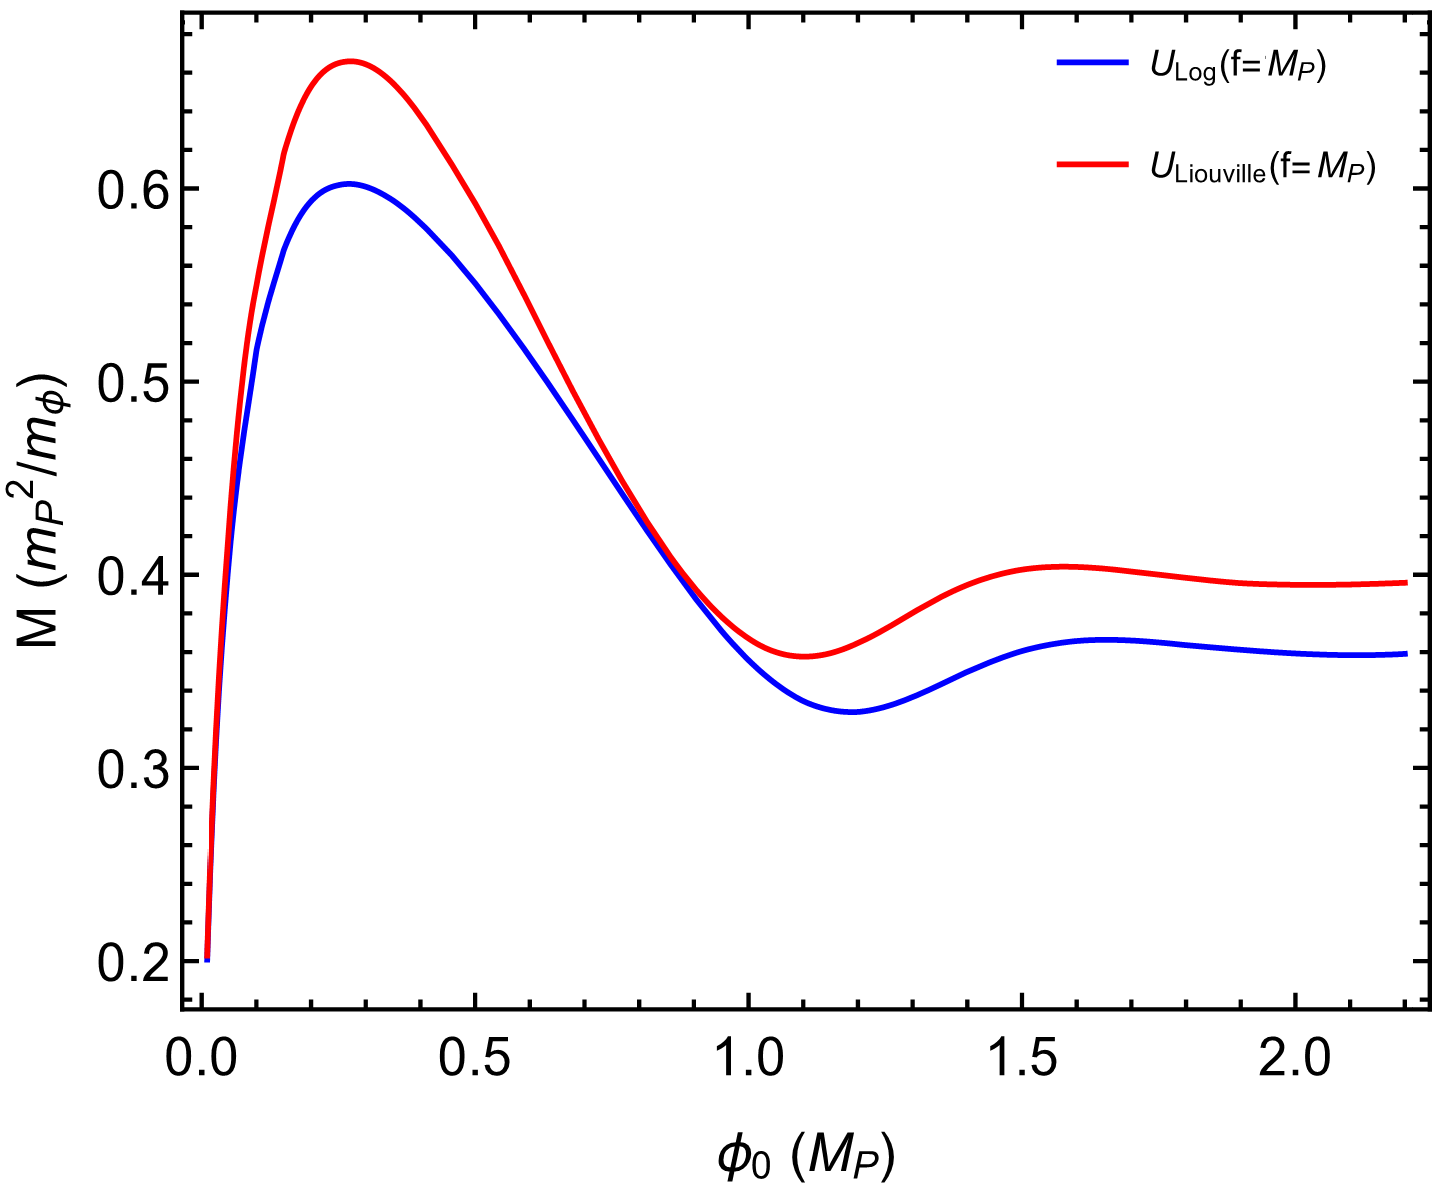 U_Log(f= M_P)
U_Liouville(f= M_P)
0.6
0.5
0.4
0.3
0.2
M (m_P^2/m_ϕ)
0.0 0.5 1.0 1.5 2.0
ϕ_0 (M_P)